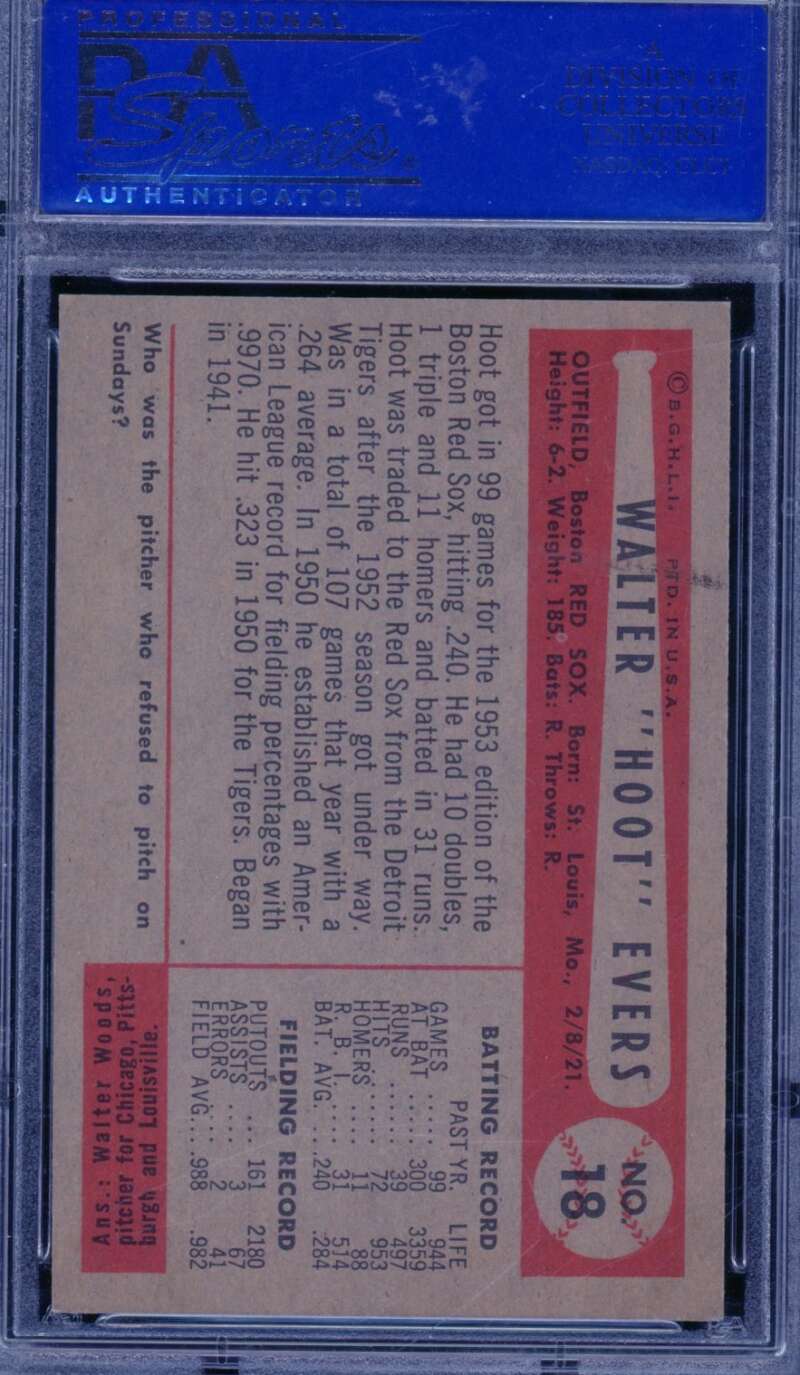 PROFESSIONAL
PSA
Sports®
AUTHENTICATOR
A
DIVISION OF
COLLECTORS
UNIVERSE
NASDAQ: CLCT
©B.G.H.L.I. PTD. IN U.S.A.
WALTER "HOOT" EVERS
NO.
18
OUTFIELD, Boston RED SOX. Born: St. Louis, Mo., 2/8/21.
Height: 6-2. Weight: 185. Bats: R. Throws: R.
Hoot got in 99 games for the 1953 edition of the
Boston Red Sox, hitting .240. He had 10 doubles,
1 triple and 11 homers and batted in 31 runs.
Hoot was traded to the Red Sox from the Detroit
Tigers after the 1952 season got under way.
Was in a total of 107 games that year with a
.264 average. In 1950 he established an Amer-
ican League record for fielding percentages with
.9970. He hit .323 in 1950 for the Tigers. Began
in 1941.
BATTING RECORD
PAST YR. LIFE
GAMES ..... 99 944
AT BAT .... 300 3359
RUNS ...... 39 497
HITS ...... 72 953
HOMERS ..... 11 88
R. B. I. .... 31 514
BAT. AVG. ... .240 .284
FIELDING RECORD
PUTOUTS ... 161 2180
ASSISTS .... 3 67
ERRORS .... 2 41
FIELD AVG... .988 .982
Who was the pitcher who refused to pitch on
Sundays?
Ans.: Walter Woods,
pitcher for Chicago, Pitts-
burgh and Louisville.
PSA